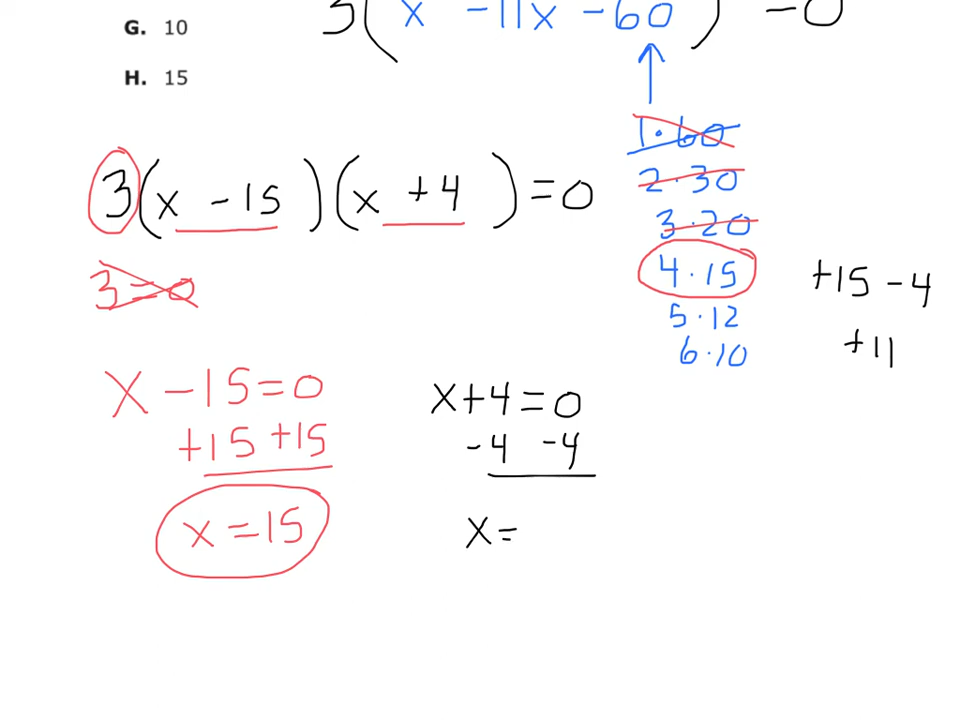 G. 10
3(x -11x -60) =0
H. 15
1·60
2·30
3(x -15)(x +4)=0
3·20
3=0
4·15
+15 -4
5·12
+11
6·10
x -15=0
x+4=0
+15 +15
-4 -4
x=15
x=